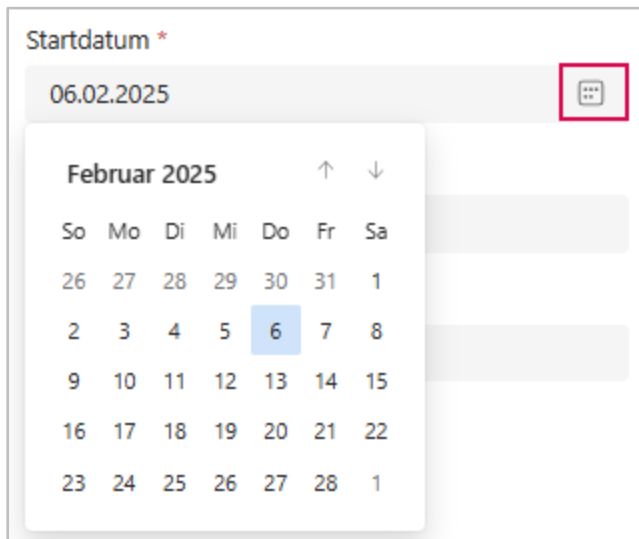 Startdatum *
06.02.2025
Februar 2025
So Mo Di Mi Do Fr Sa
26 27 28 29 30 31 1
2 3 4 5 6 7 8
9 10 11 12 13 14 15
16 17 18 19 20 21 22
23 24 25 26 27 28 1